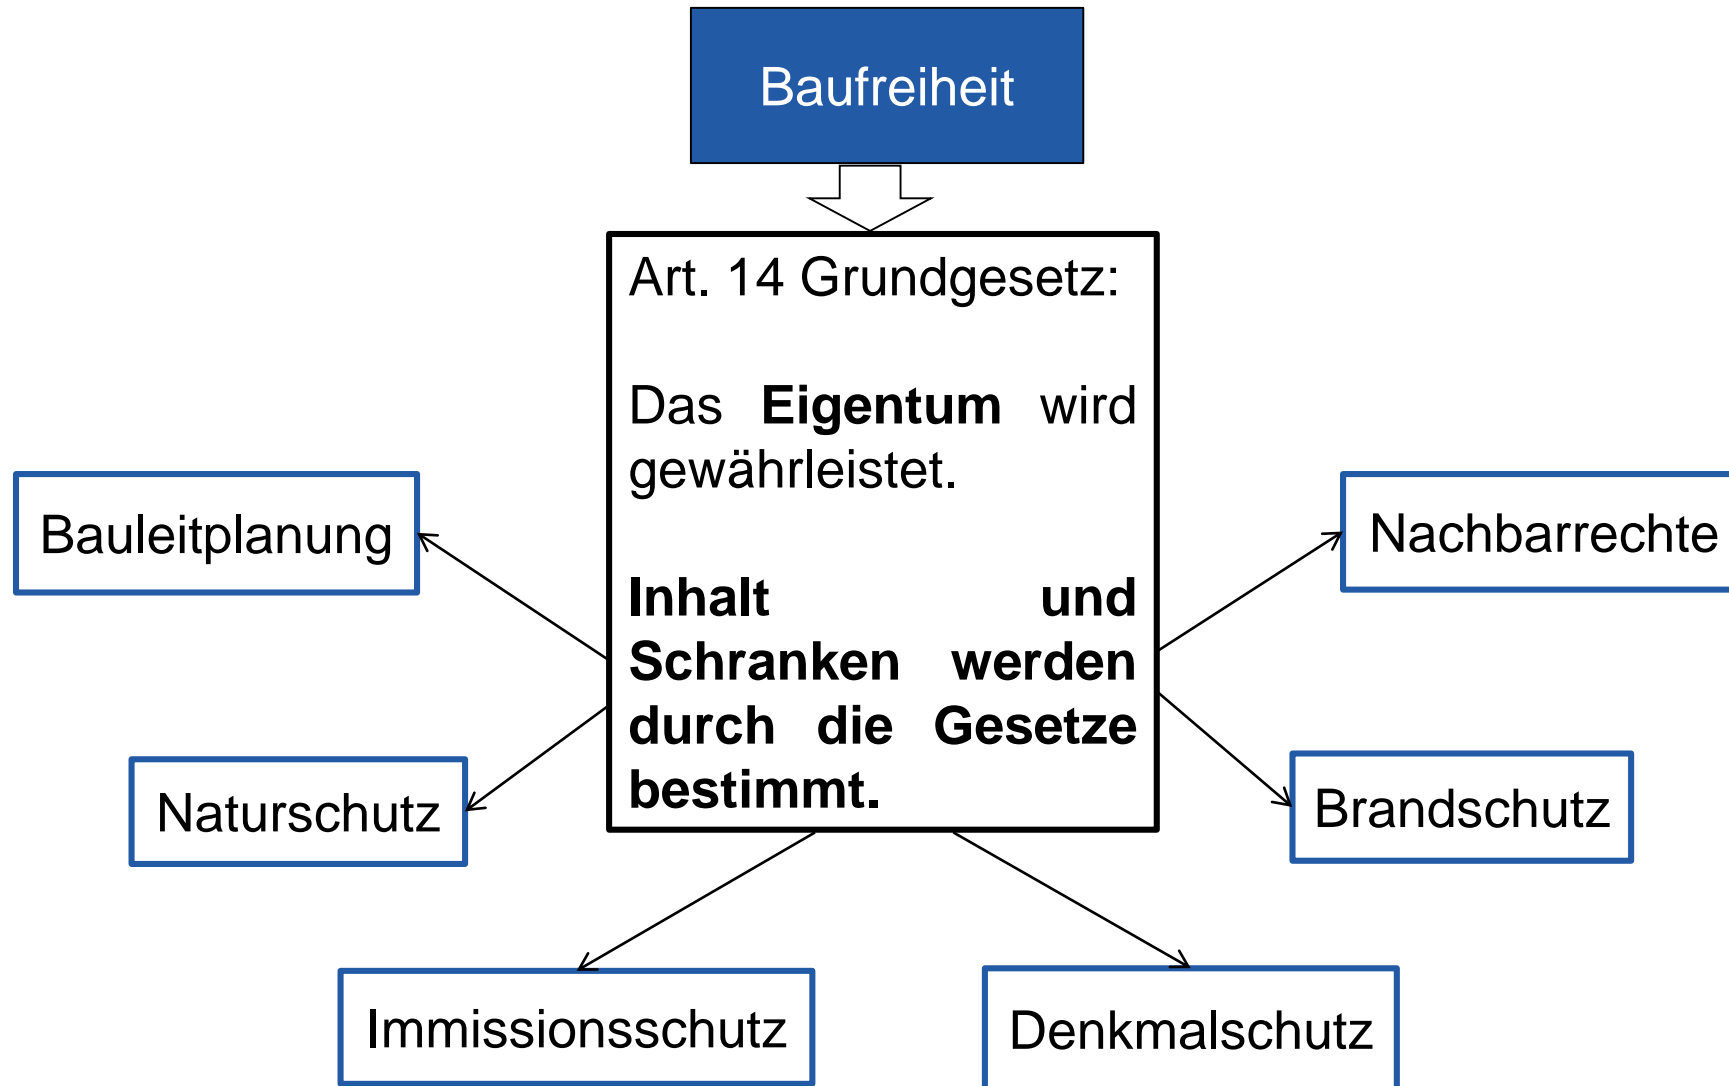 Baufreiheit
Art. 14 Grundgesetz:
Das Eigentum wird
gewährleistet.
Inhalt und
Schranken werden
durch die Gesetze
bestimmt.
Bauleitplanung
Nachbarrechte
Naturschutz
Brandschutz
Immissionsschutz
Denkmalschutz